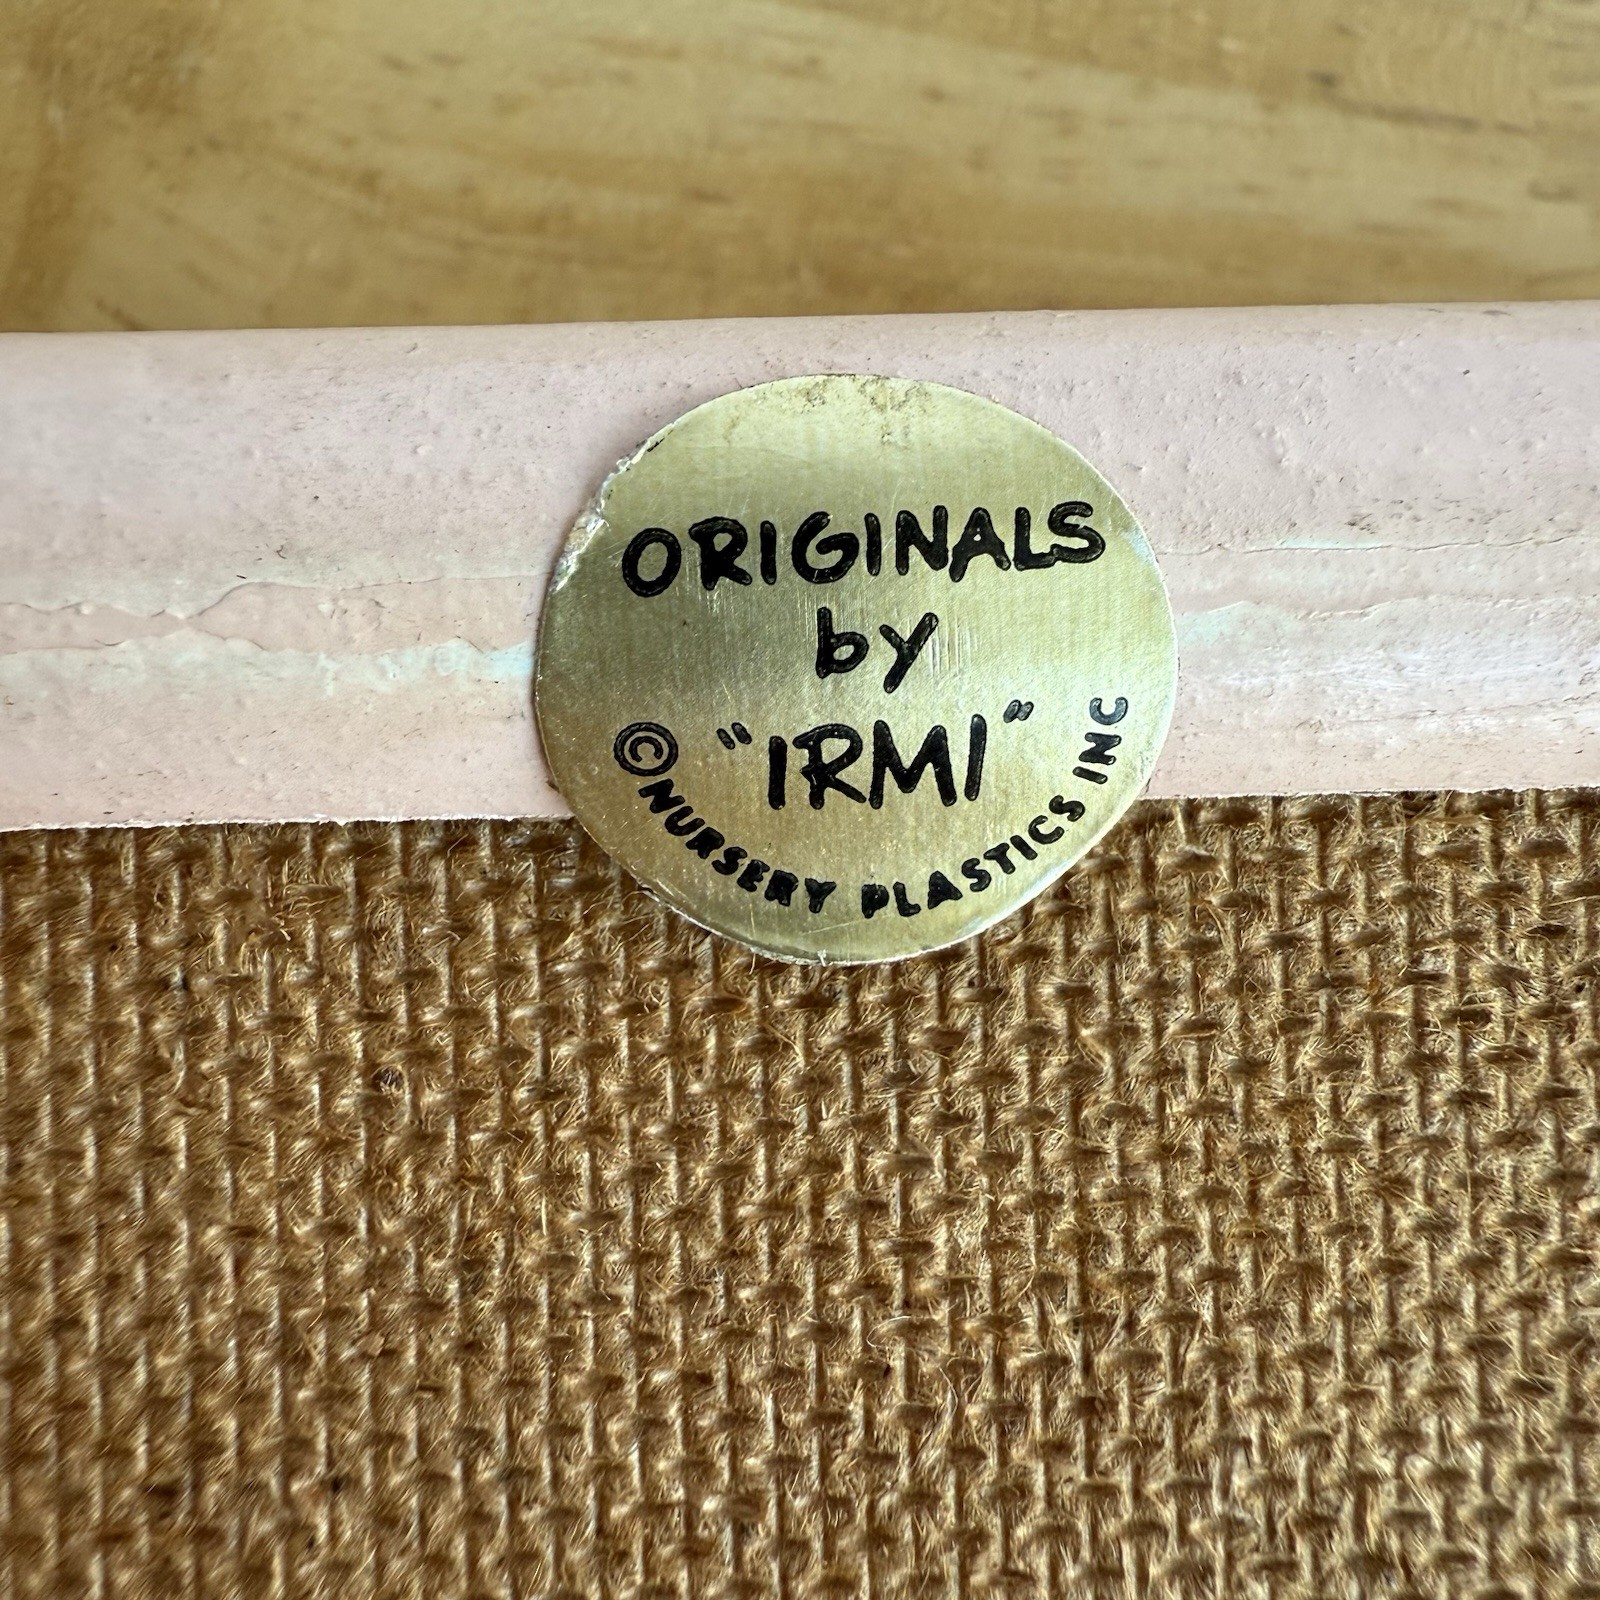 ORIGINALS
by
"IRMI"
© NURSERY PLASTICS INC